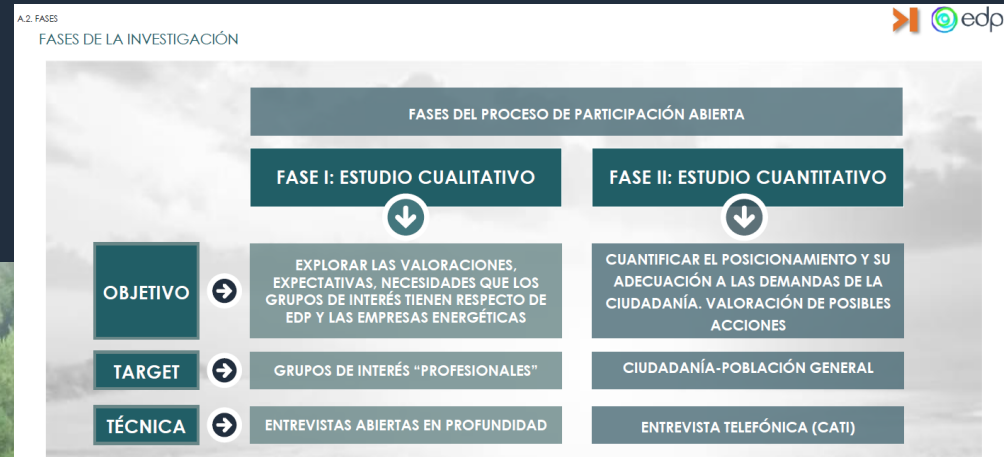 A.2. FASES
FASES DE LA INVESTIGACIÓN
edp
FASES DEL PROCESO DE PARTICIPACIÓN ABIERTA
FASE I: ESTUDIO CUALITATIVO
FASE II: ESTUDIO CUANTITATIVO
OBJETIVO
EXPLORAR LAS VALORACIONES,
EXPECTATIVAS, NECESIDADES QUE LOS
GRUPOS DE INTERÉS TIENEN RESPECTO DE
EDP Y LAS EMPRESAS ENERGÉTICAS
CUANTIFICAR EL POSICIONAMIENTO Y SU
ADECUACIÓN A LAS DEMANDAS DE LA
CIUDADANÍA. VALORACIÓN DE POSIBLES
ACCIONES
TARGET
GRUPOS DE INTERÉS “PROFESIONALES”
CIUDADANÍA-POBLACIÓN GENERAL
TÉCNICA
ENTREVISTAS ABIERTAS EN PROFUNDIDAD
ENTREVISTA TELEFÓNICA (CATI)